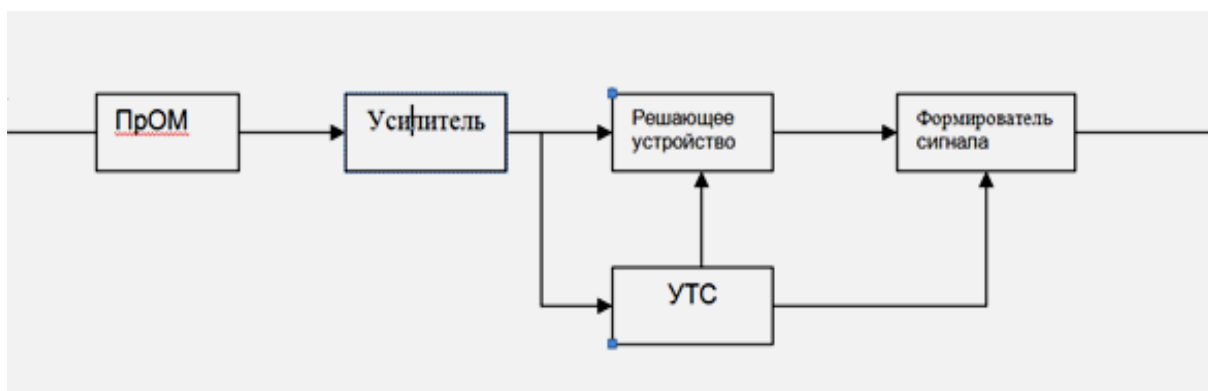 ПрОМ
Усилитель
Решающее
устройство
Формирователь
сигнала
УТС